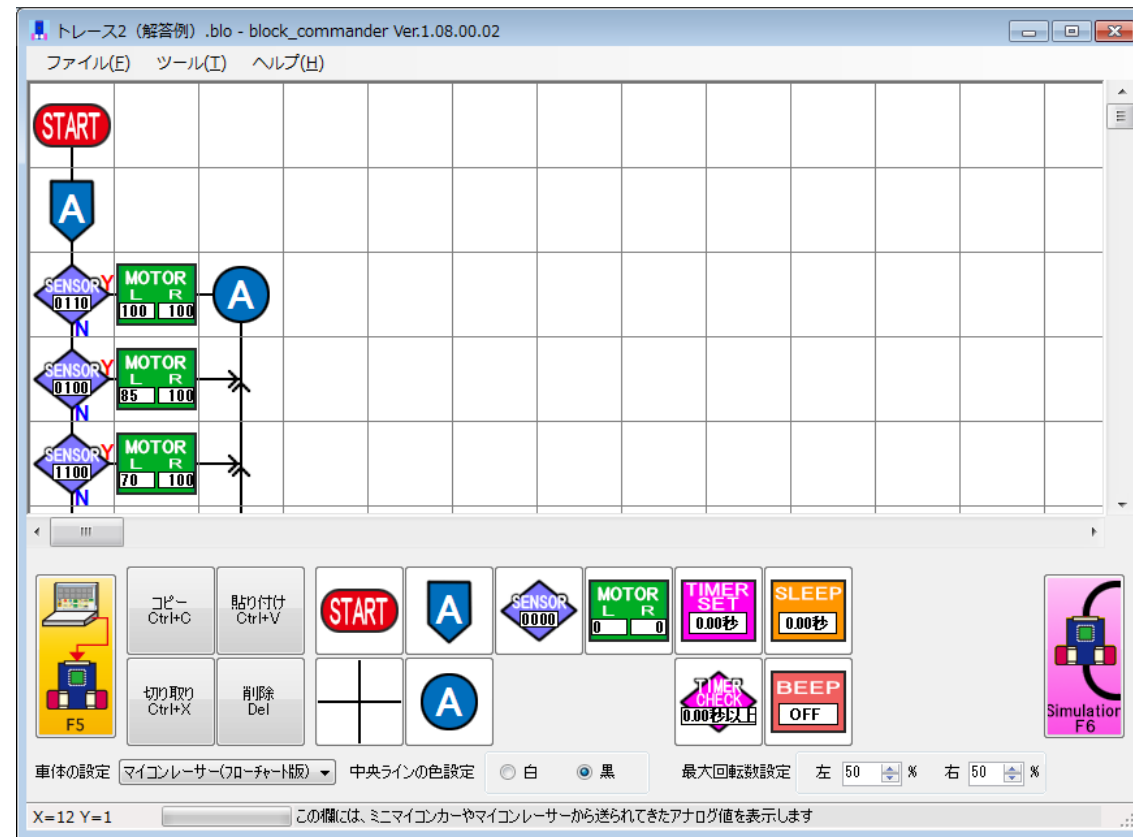 トレース2（解答例）.blo - block_commander Ver.1.08.00.02
ファイル(F) ツール(T) ヘルプ(H)
START
A
SENSOR Y MOTOR L R
0110 100 100 A
N
SENSOR Y MOTOR L R
0100 85 100
N
SENSOR Y MOTOR L R
1100 70 100
N
F5
コピー
Ctrl+C
貼り付け
Ctrl+V
切り取り
Ctrl+X
削除
Del
START
A
SENSOR
0000
MOTOR
L R
0 0
TIMER
SET
0.00秒
SLEEP
0.00秒
A
TIMER
CHECK
0.00秒以上
BEEP
OFF
Simulation
F6
車体の設定 マイコンレーサー(フローチャート版) 中央ラインの色設定 白 黒 最大回転数設定 左 50 % 右 50 %
X=12 Y=1 この欄には、ミニマイコンカーやマイコンレーサーから送られてきたアナログ値を表示します